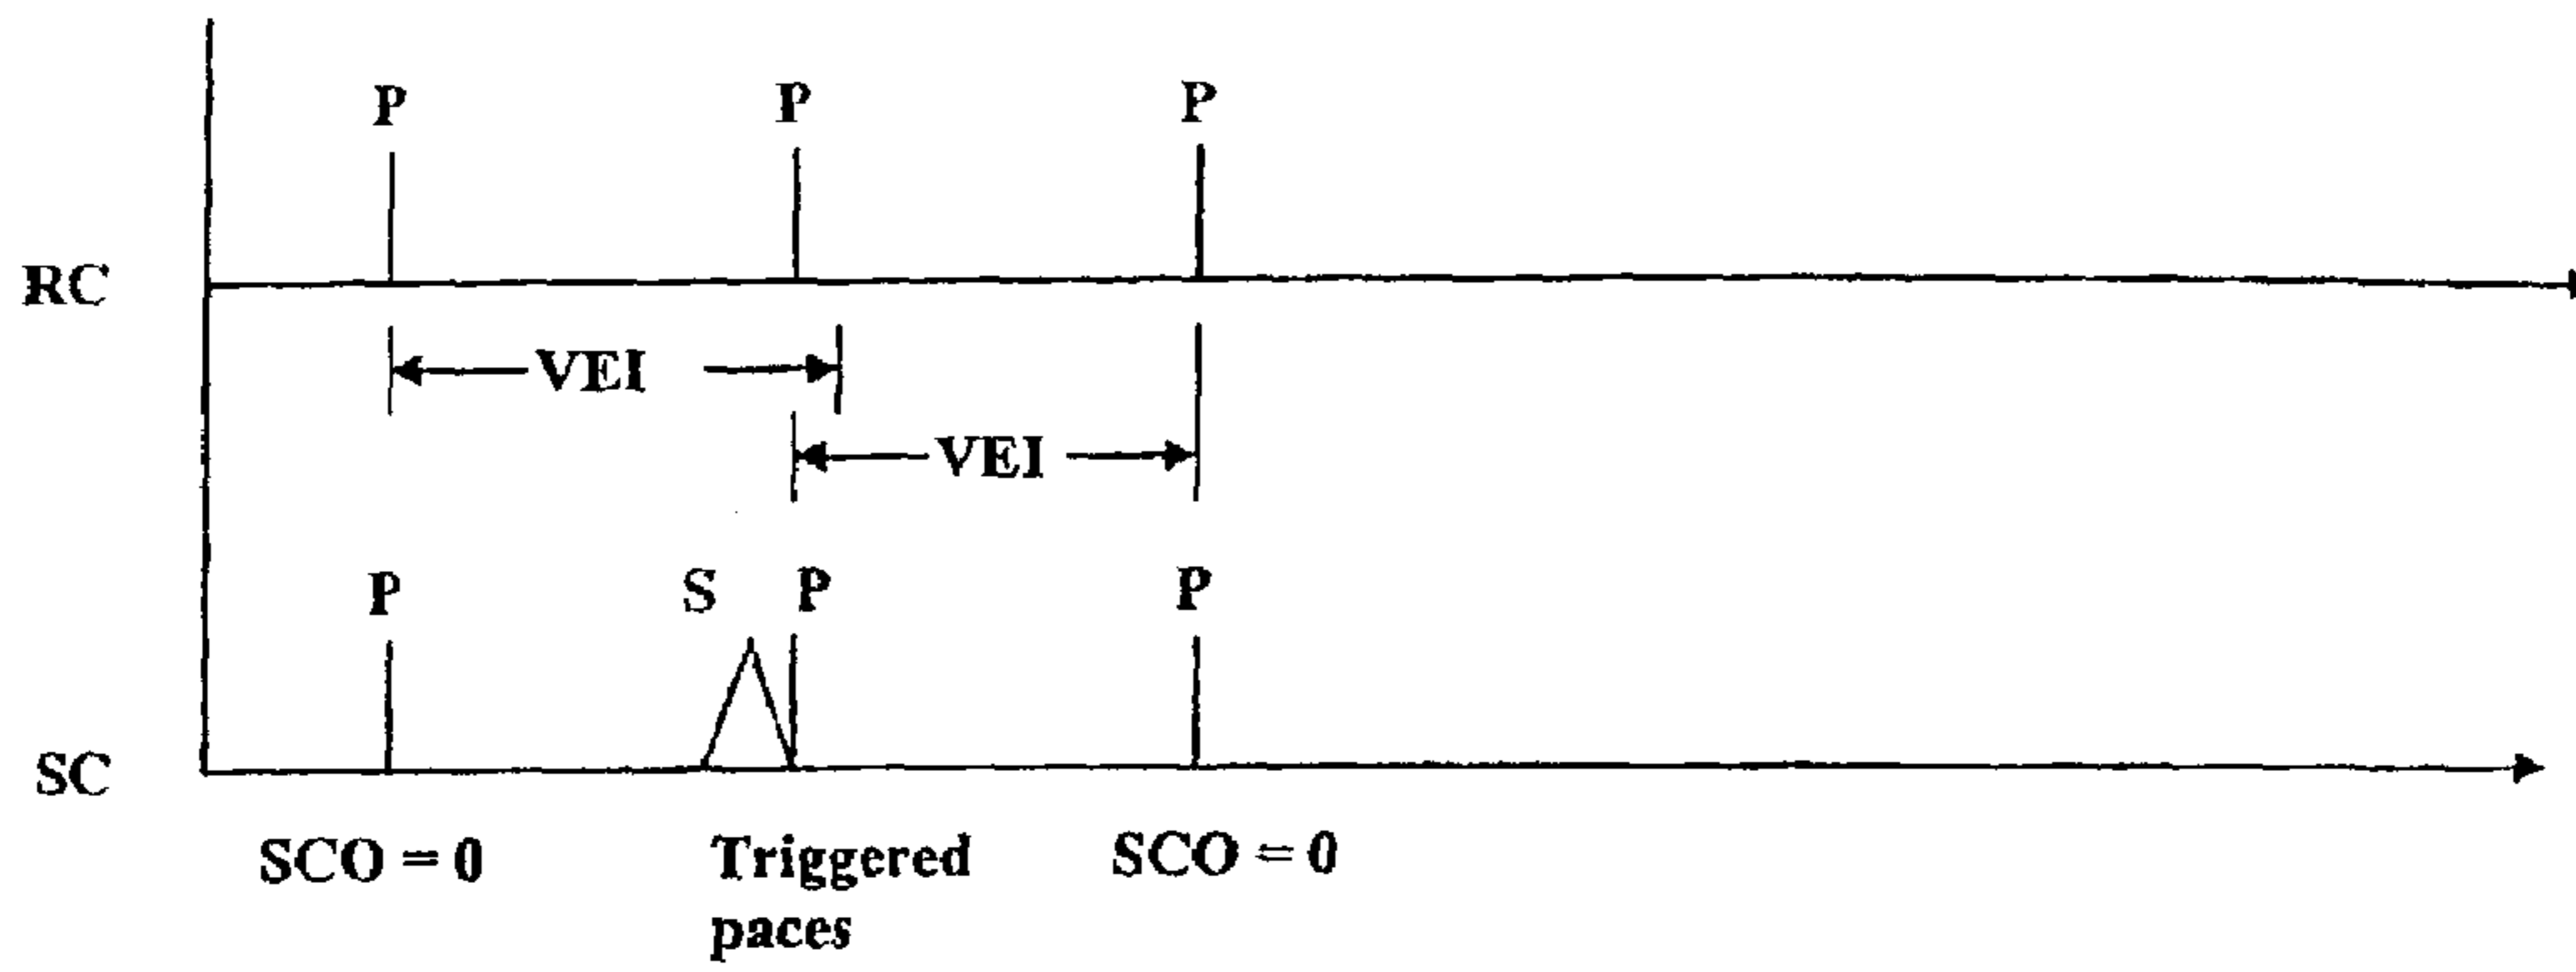 P P P
RC
VEI
VEI
P S P P
SC
SCO = 0 Triggered SCO = 0
paces